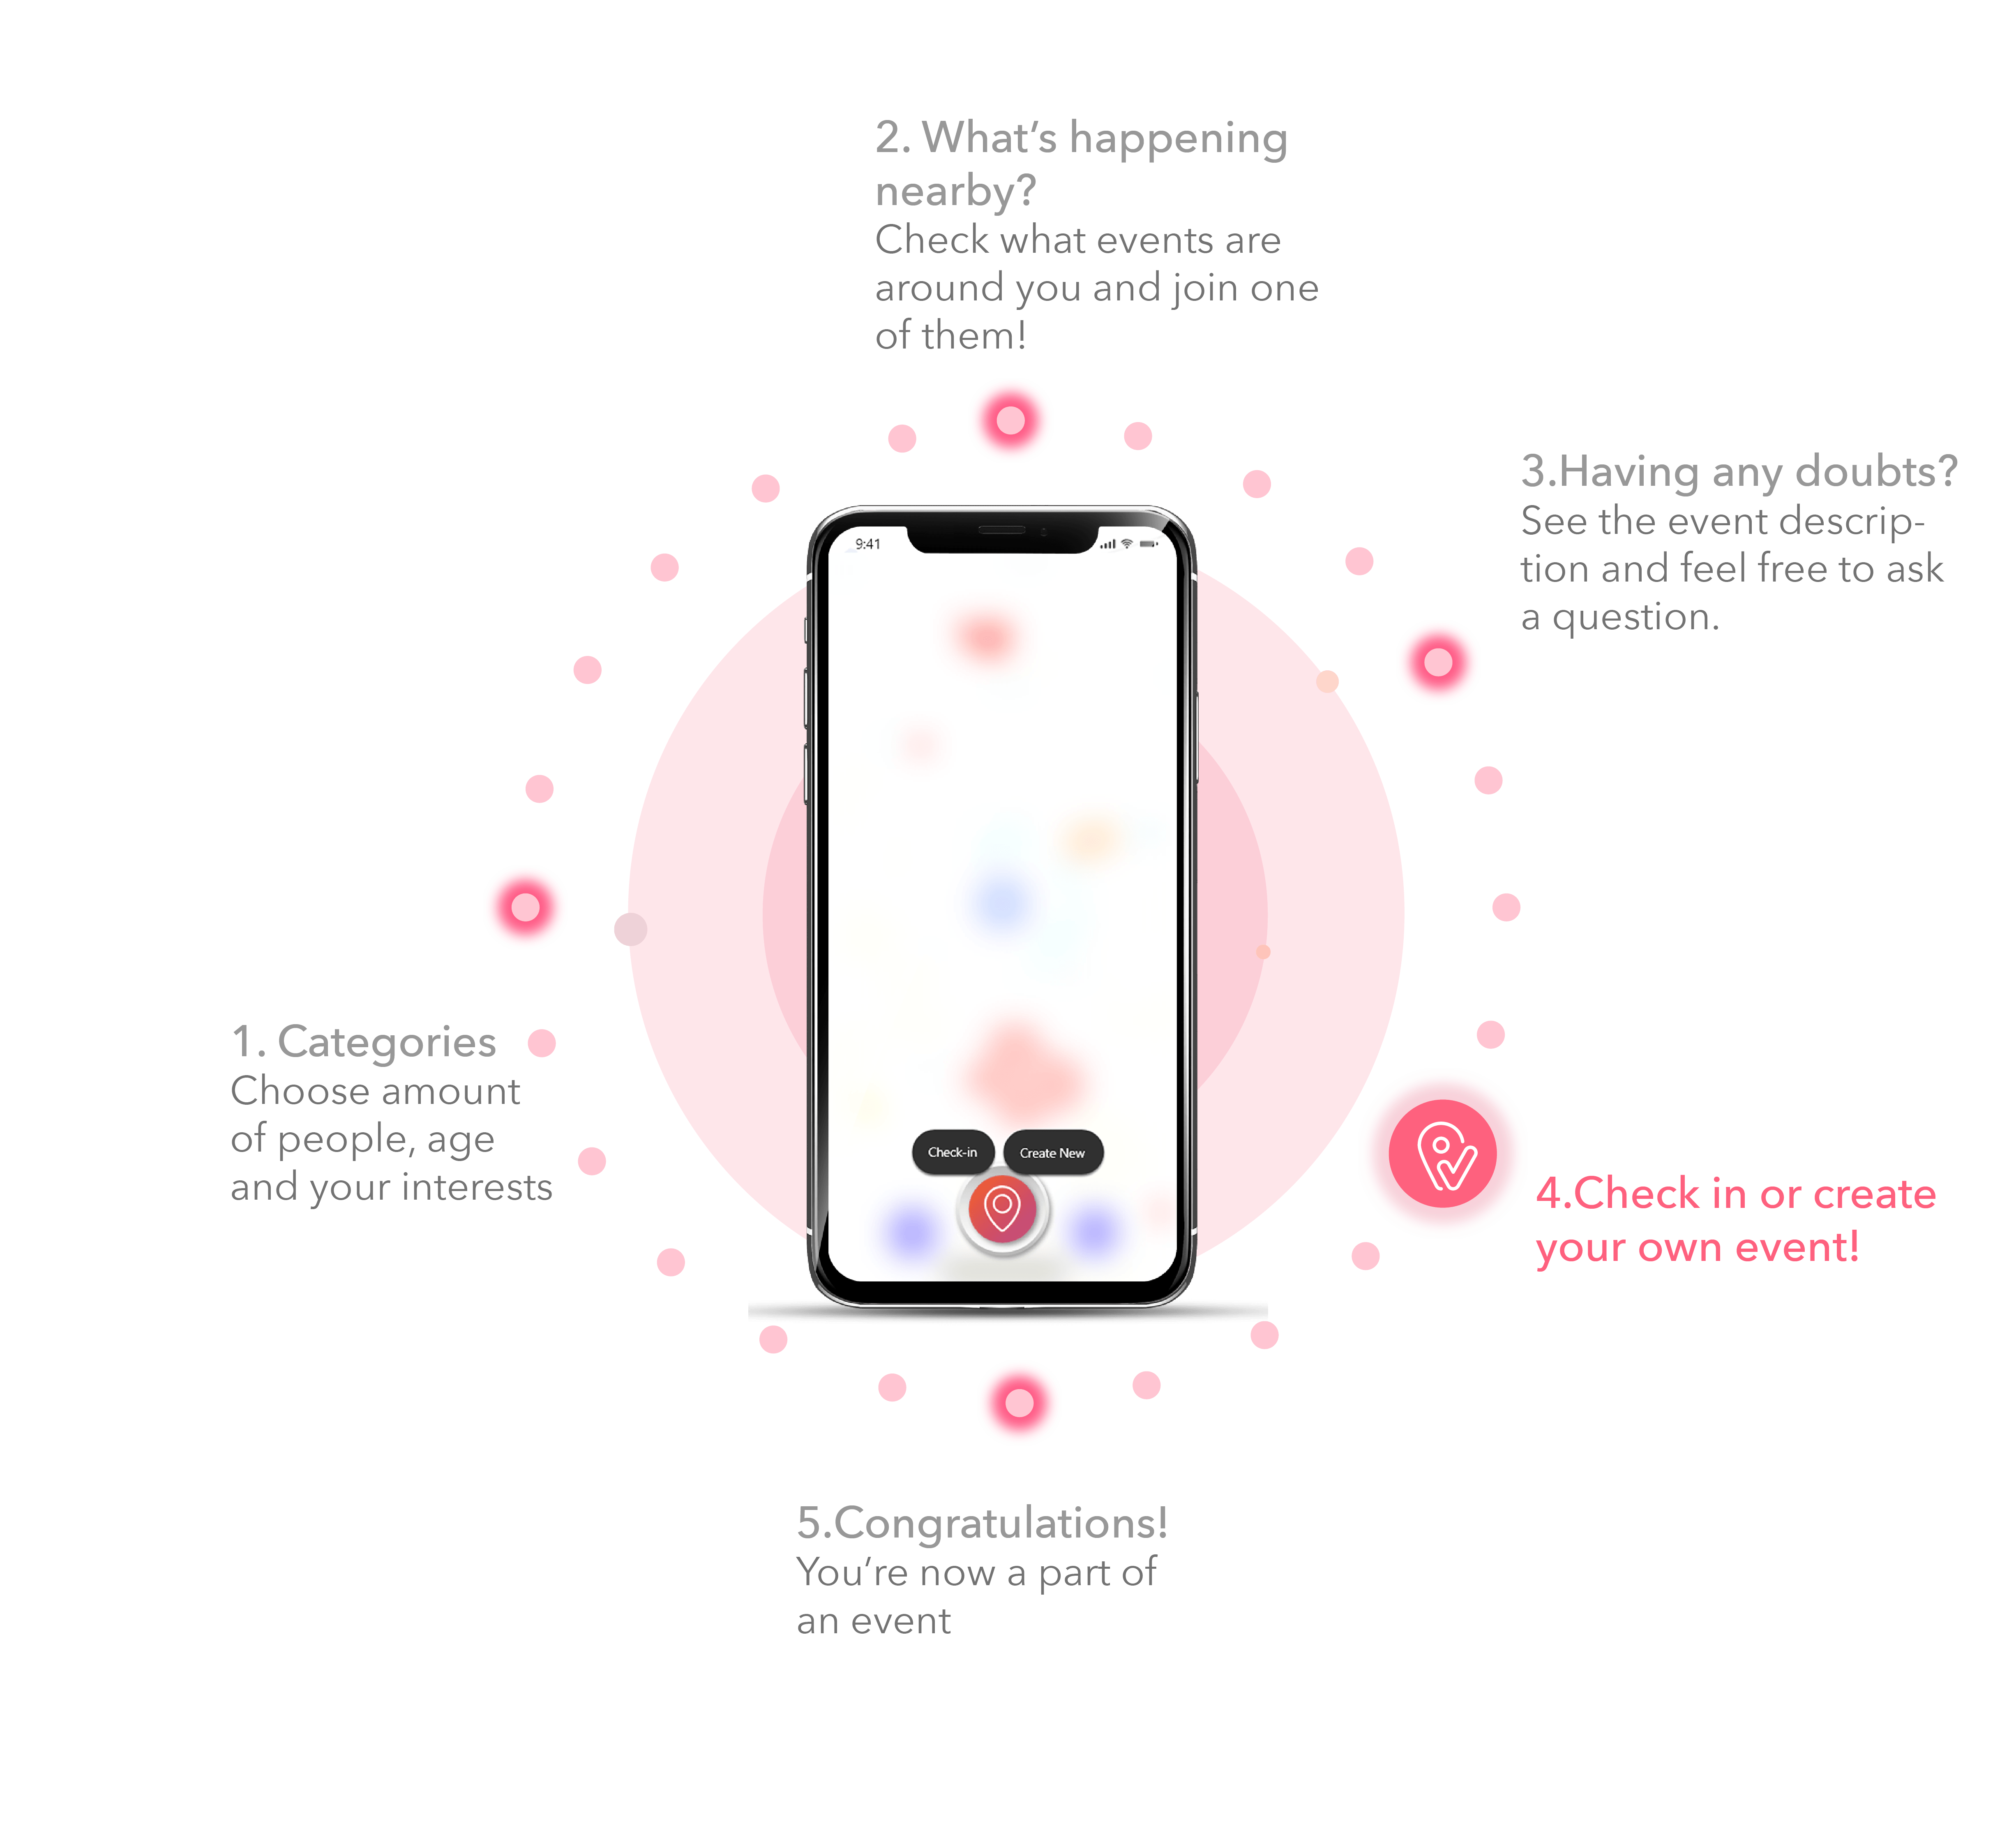 2. What’s happening
nearby?
Check what events are
around you and join one
of them!
3.Having any doubts?
See the event descrip-
tion and feel free to ask
a question.
9:41
1. Categories
Choose amount
of people, age
and your interests
Check-in
Create New
4.Check in or create
your own event!
5.Congratulations!
You’re now a part of
an event